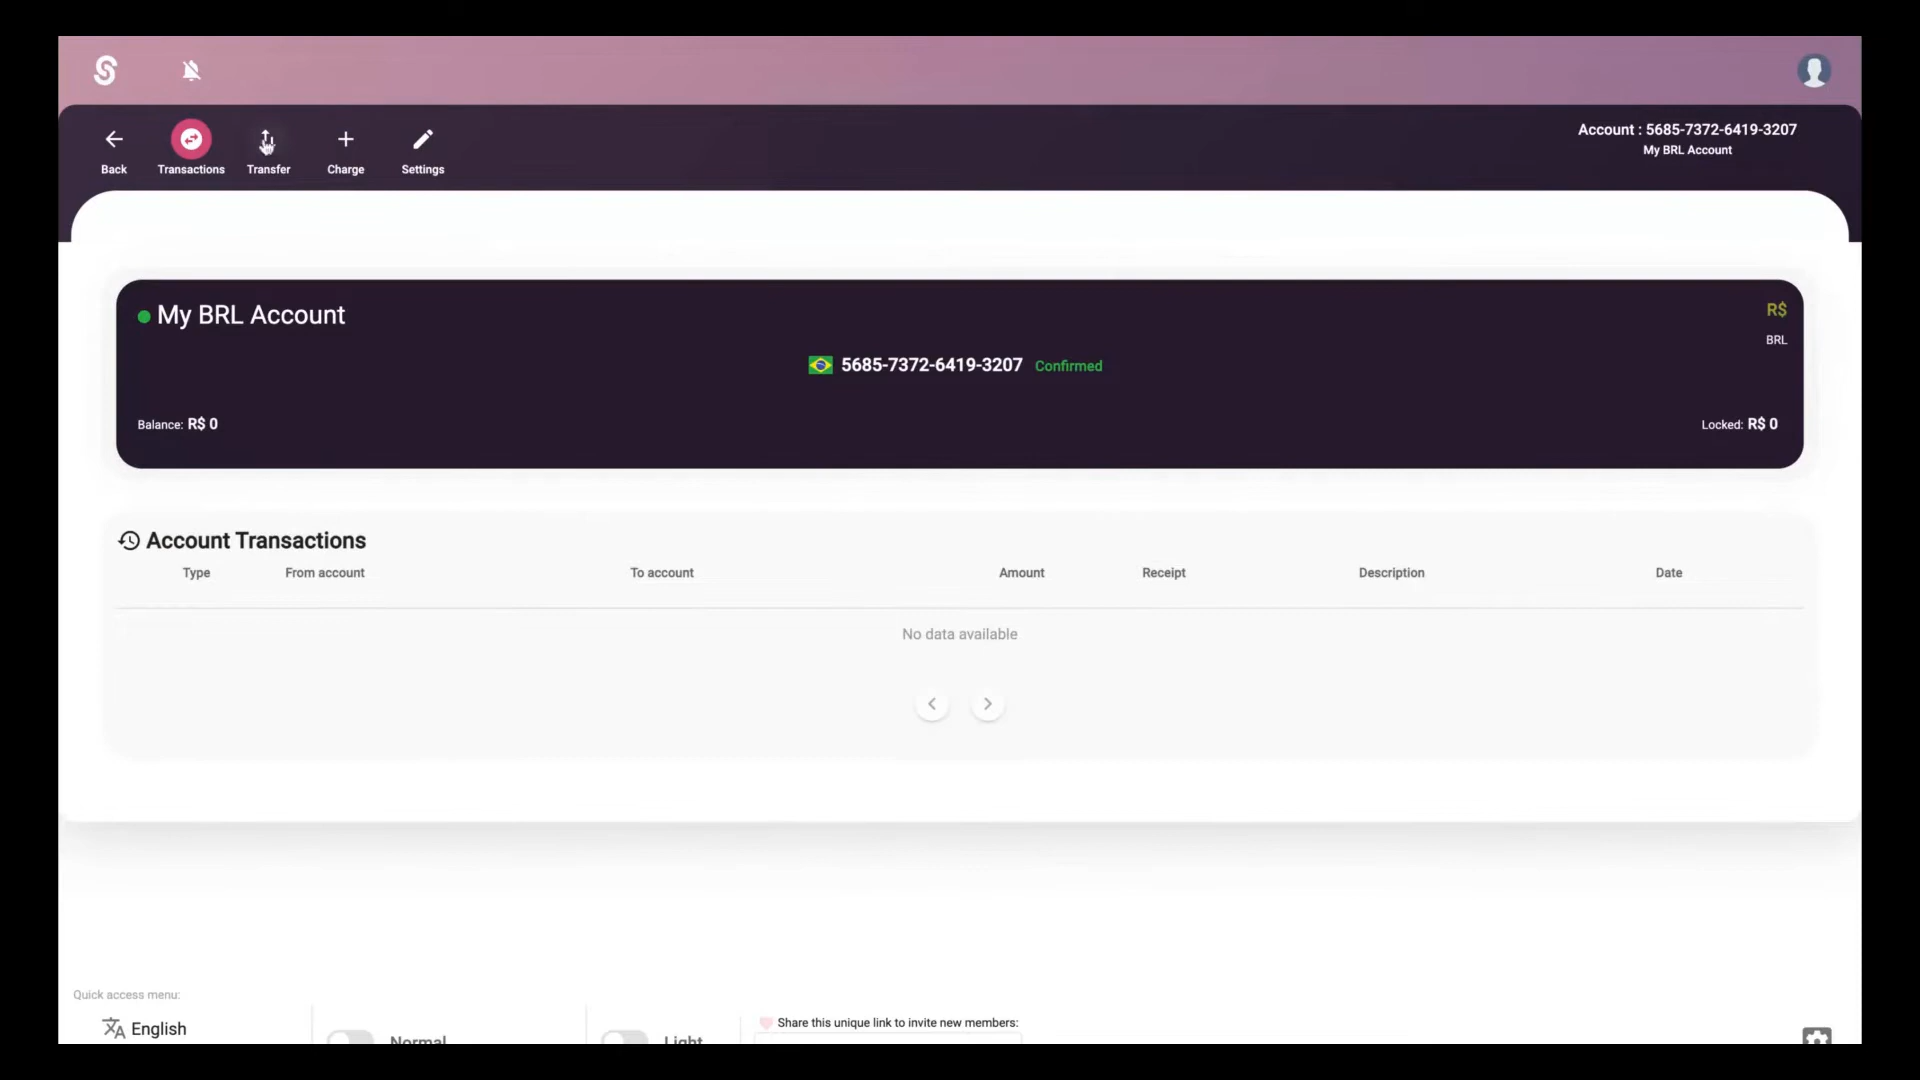 Back
Transactions
Transfer
Charge
Settings
Account : 5685-7372-6419-3207
My BRL Account
My BRL Account
R$
BRL
5685-7372-6419-3207 Confirmed
Balance: R$ 0
Locked: R$ 0
Account Transactions
Type From account To account Amount Receipt Description Date
No data available
Quick access menu:
English
Normal
Light
Share this unique link to invite new members: